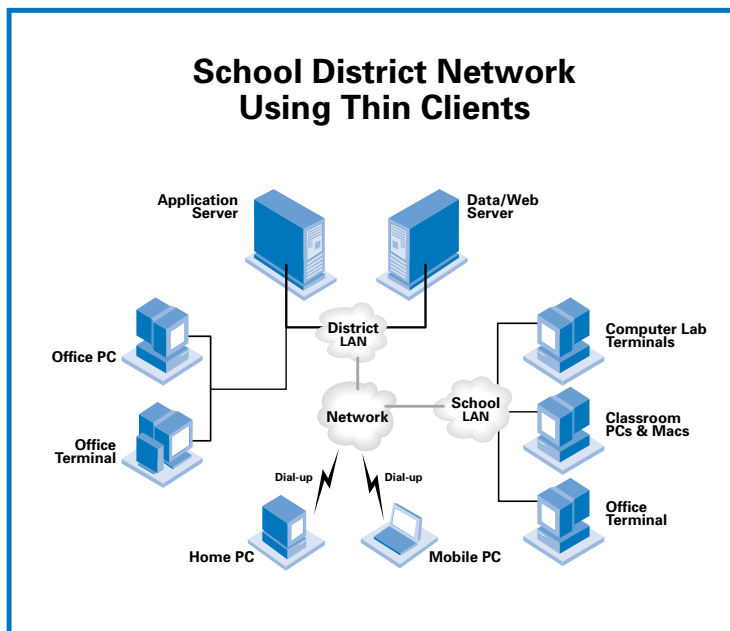 School District Network
Using Thin Clients
Application
Server
Data/Web
Server
District
LAN
Office PC
Computer Lab
Terminals
Network
School
LAN
Classroom
PCs & Macs
Office
Terminal
Dial-up
Dial-up
Office
Terminal
Home PC
Mobile PC